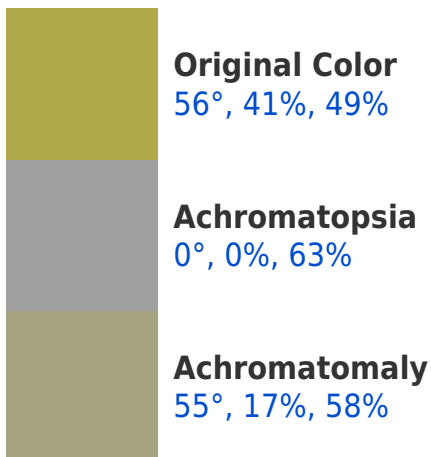 Original Color
56°, 41%, 49%
Achromatopsia
0°, 0%, 63%
Achromatomaly
55°, 17%, 58%